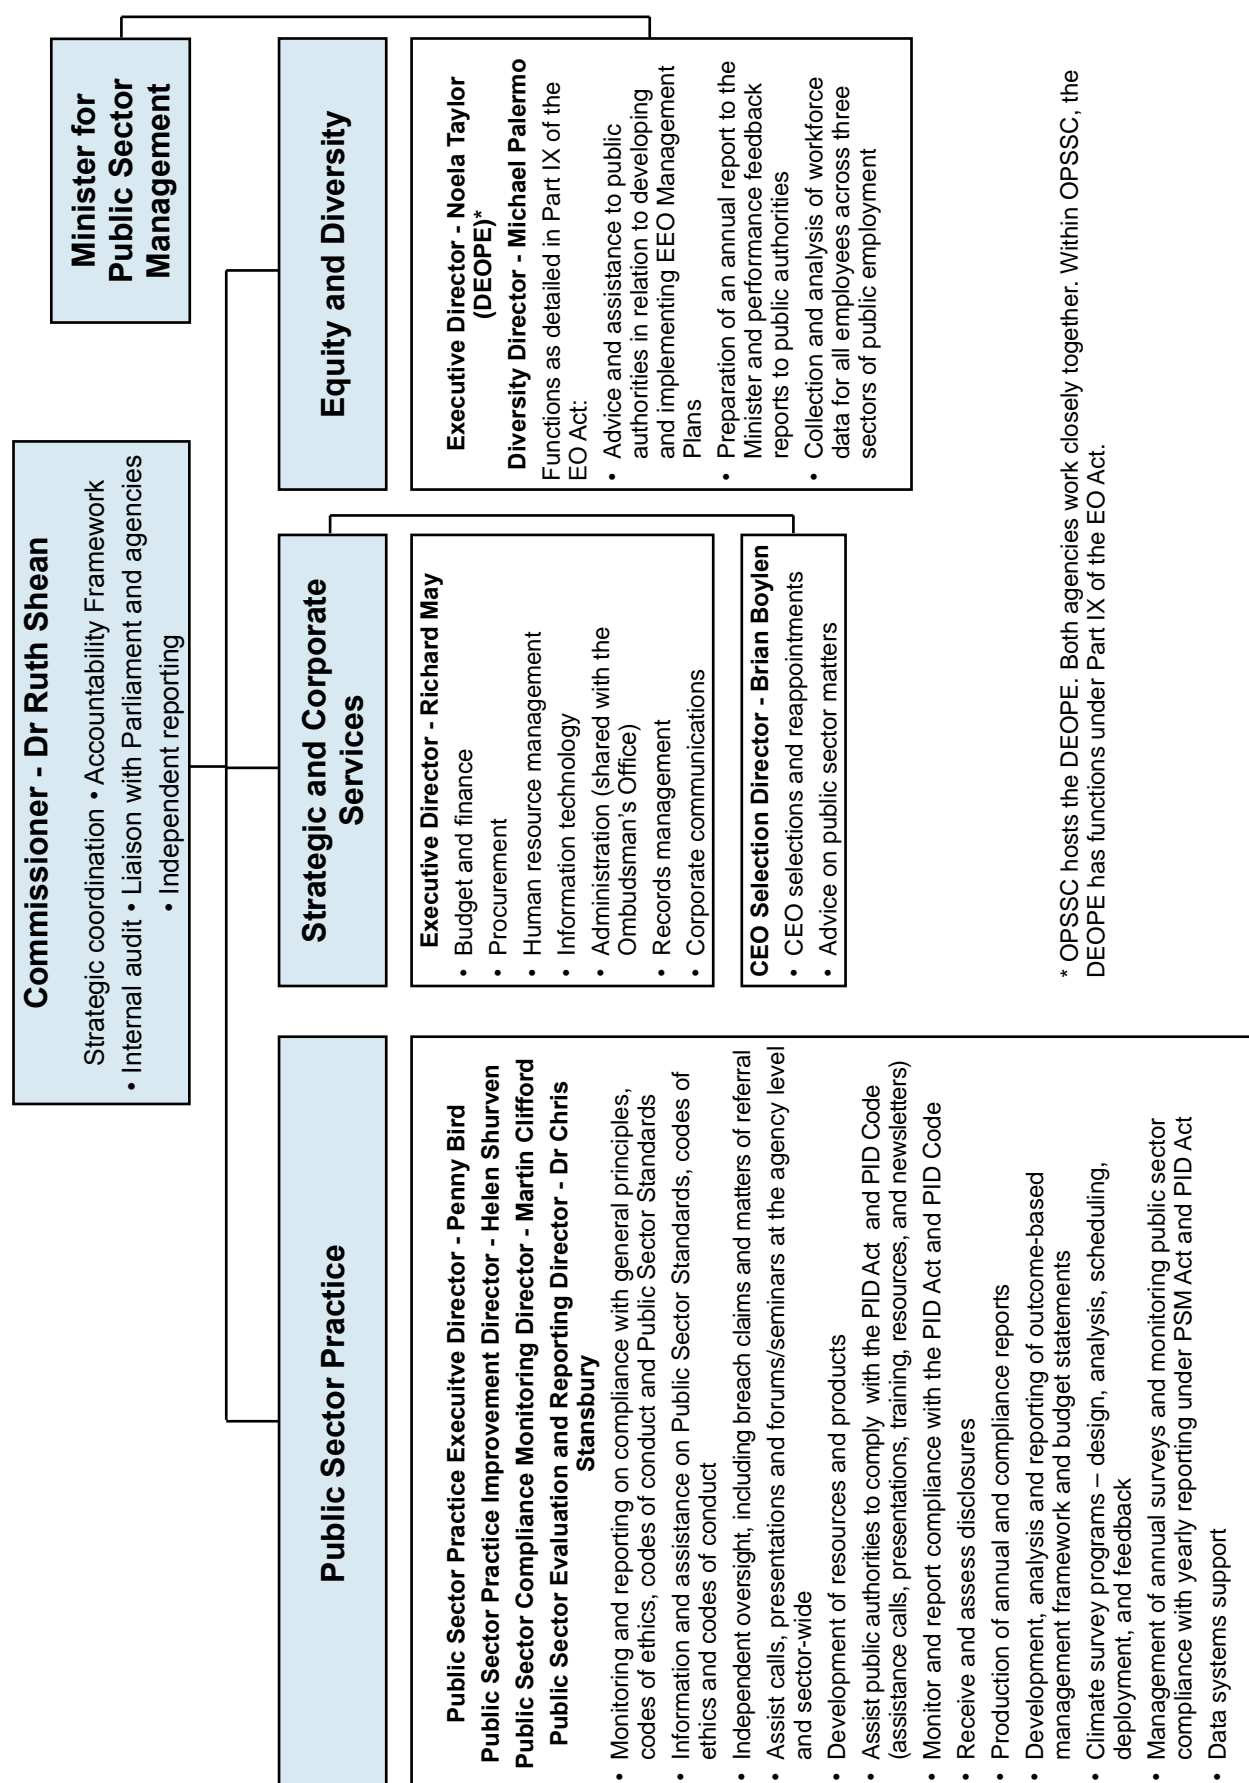 Commissioner - Dr Ruth Shean
Strategic coordination • Accountability Framework
• Internal audit • Liaison with Parliament and agencies
• Independent reporting
Minister for
Public Sector
Management
Public Sector Practice
Public Sector Practice Execuitve Director - Penny Bird
Public Sector Practice Improvement Director - Helen Shurven
Public Sector Compliance Monitoring Director - Martin Clifford
Public Sector Evaluation and Reporting Director - Dr Chris
Stansbury
• Monitoring and reporting on compliance with general principles,
codes of ethics, codes of conduct and Public Sector Standards
• Information and assistance on Public Sector Standards, codes of
ethics and codes of conduct
• Independent oversight, including breach claims and matters of referral
• Assist calls, presentations and forums/seminars at the agency level
and sector-wide
• Development of resources and products
• Assist public authorities to comply with the PID Act and PID Code
(assistance calls, presentations, training, resources, and newsletters)
• Monitor and report compliance with the PID Act and PID Code
• Receive and assess disclosures
• Production of annual and compliance reports
• Development, analysis and reporting of outcome-based
management framework and budget statements
• Climate survey programs – design, analysis, scheduling,
deployment, and feedback
• Management of annual surveys and monitoring public sector
compliance with yearly reporting under PSM Act and PID Act
• Data systems support
Strategic and Corporate
Services
Executive Director - Richard May
• Budget and finance
• Procurement
• Human resource management
• Information technology
• Administration (shared with the
Ombudsman's Office)
• Records management
• Corporate communications
CEO Selection Director - Brian Boylen
• CEO selections and reappointments
• Advice on public sector matters
Equity and Diversity
Executive Director - Noela Taylor
(DEOPE)*
Diversity Director - Michael Palermo
Functions as detailed in Part IX of the
EO Act:
• Advice and assistance to public
authorities in relation to developing
and implementing EEO Management
Plans
• Preparation of an annual report to the
Minister and performance feedback
reports to public authorities
• Collection and analysis of workforce
data for all employees across three
sectors of public employment
* OPSSC hosts the DEOPE. Both agencies work closely together. Within OPSSC, the
DEOPE has functions under Part IX of the EO Act.